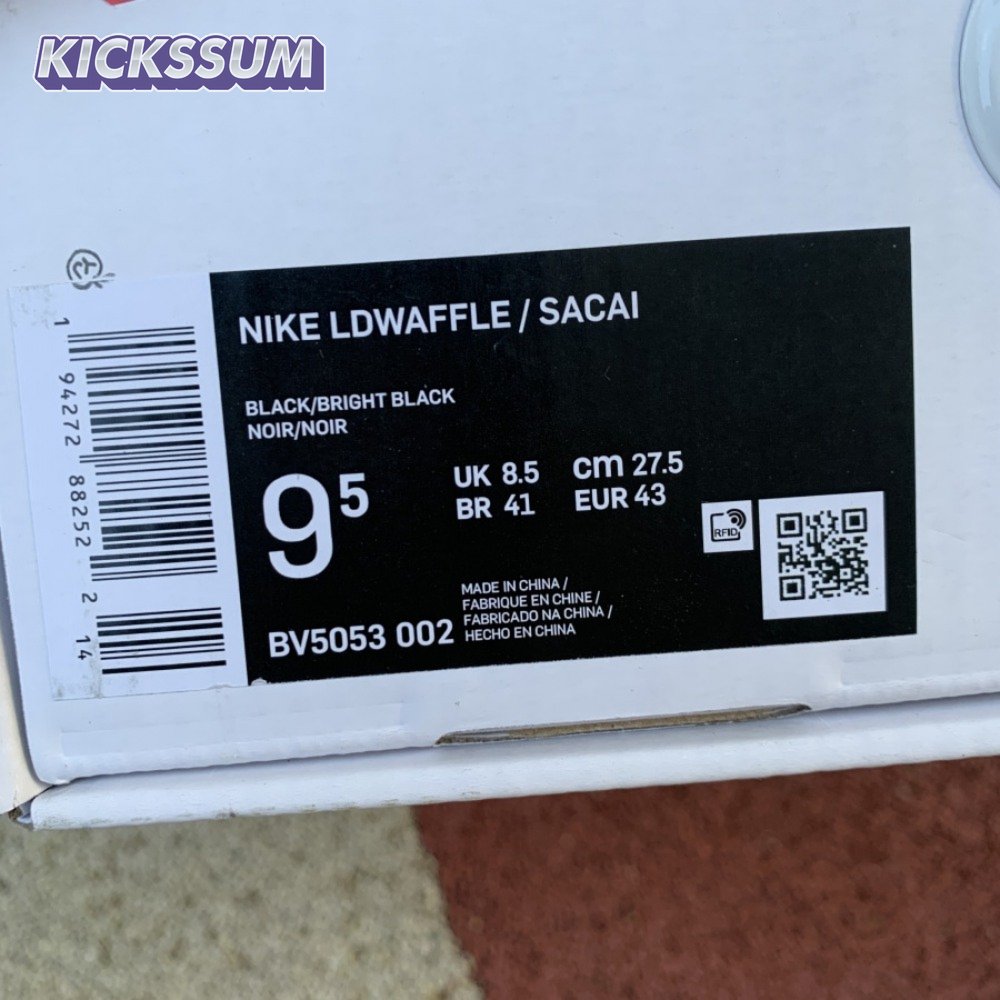 KICKSSUM
NIKE LDWAFFLE / SACAI
BLACK/BRIGHT BLACK
NOIR/NOIR
9⁵
UK 8.5 cm 27.5
BR 41 EUR 43
RFID
MADE IN CHINA /
FABRIQUE EN CHINE /
FABRICADO NA CHINA /
HECHO EN CHINA
BV5053 002
1 94272 88252 2 14